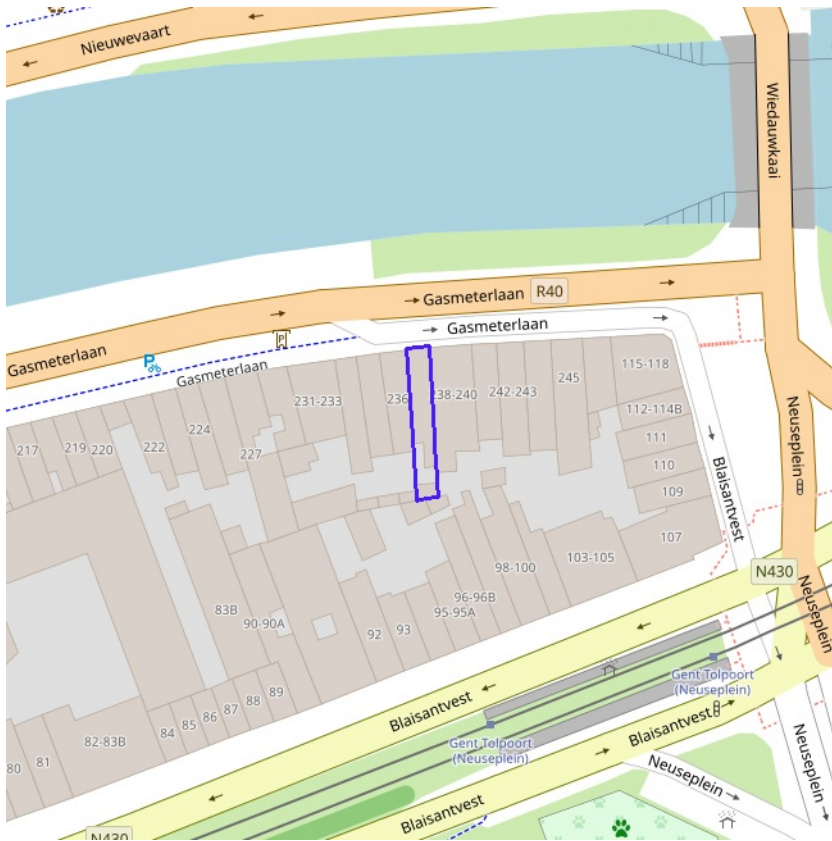 Nieuwevaart
Wiedauwkaai
Gasmeterlaan
R40
Gasmeterlaan
P
Gasmeterlaan
P
Gasmeterlaan
115-118
245
242-243
238-240
236
231-233
112-114B
224
111
217
219
220
222
227
110
109
Neuseplein
Blaisantvest
107
98-100
103-105
N430
96-96B
95-95A
83B
90-90A
92
93
Neuseplein
Gent Tolpoort
(Neuseplein)
89
88
87
86
85
84
82-83B
81
80
Blaisantvest
Blaisantvest
Gent Tolpoort
(Neuseplein)
Neuseplein
Neuseplein
Blaisantvest
N430